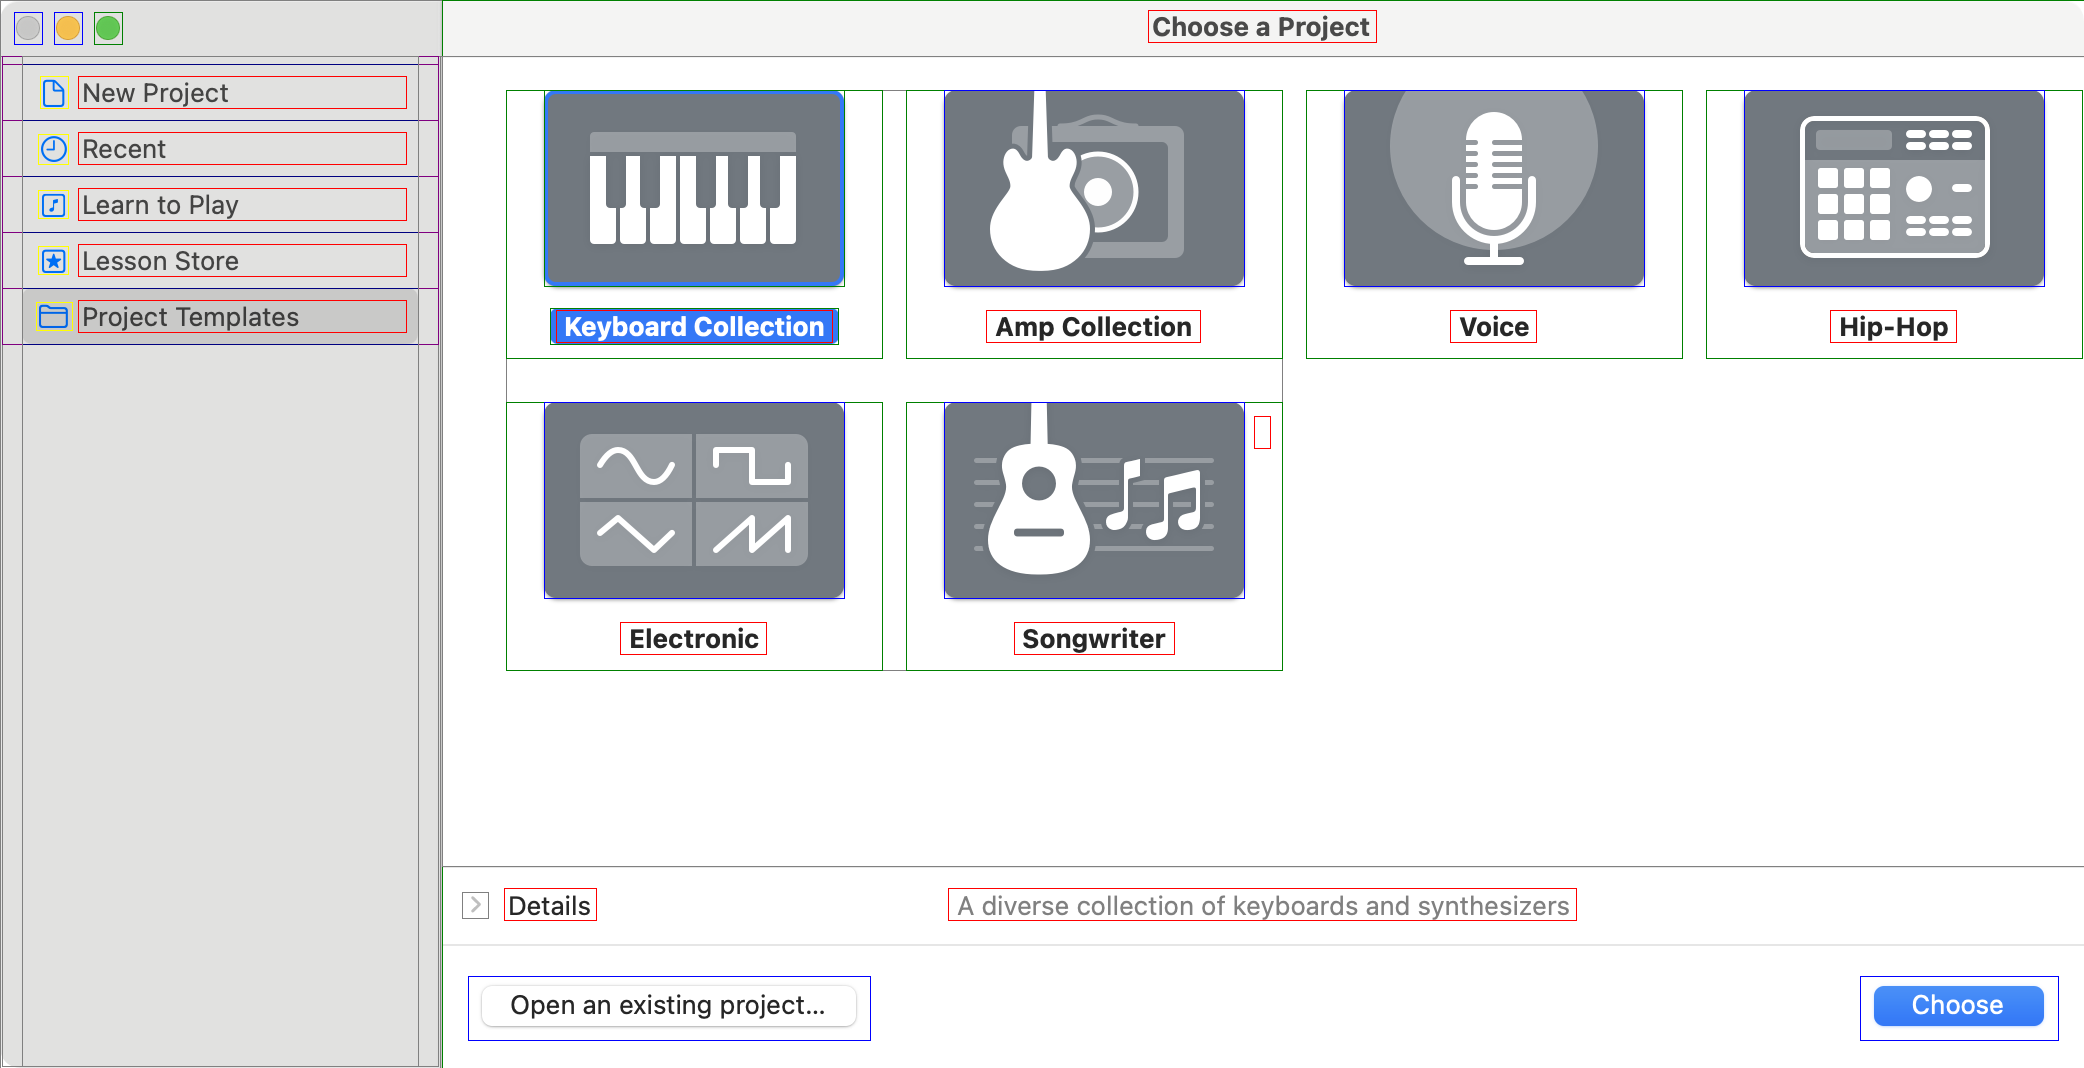 Choose a Project
New Project
Recent
Learn to Play
Lesson Store
Project Templates
Keyboard Collection
Amp Collection
Voice
Hip-Hop
Electronic
Songwriter
Details
A diverse collection of keyboards and synthesizers
Open an existing project...
Choose